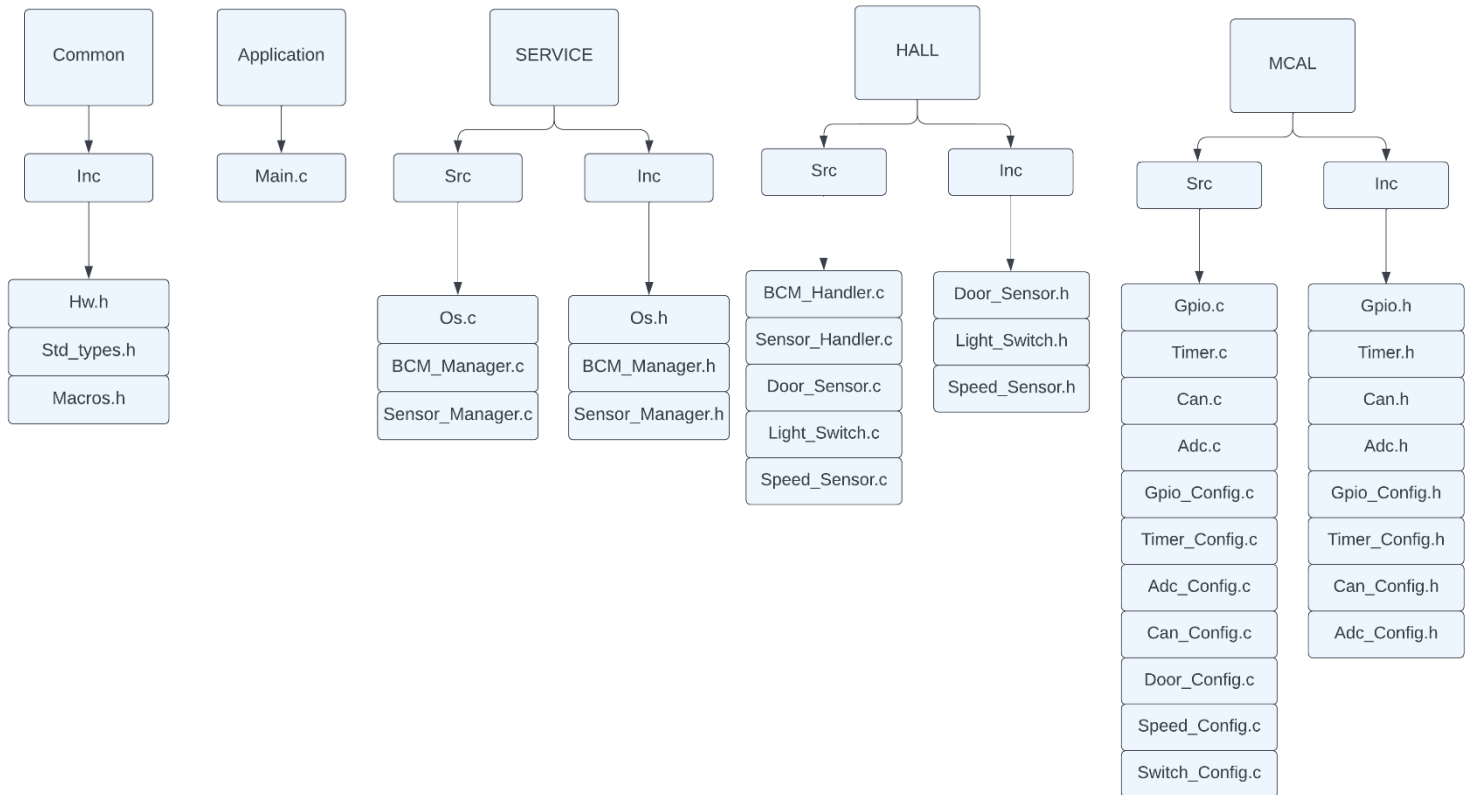 Common
Inc
Hw.h
Std_types.h
Macros.h
Application
Main.c
SERVICE
Src
Os.c
BCM_Manager.c
Sensor_Manager.c
Inc
Os.h
BCM_Manager.h
Sensor_Manager.h
HALL
Src
BCM_Handler.c
Sensor_Handler.c
Door_Sensor.c
Light_Switch.c
Speed_Sensor.c
Inc
Door_Sensor.h
Light_Switch.h
Speed_Sensor.h
MCAL
Src
Gpio.c
Timer.c
Can.c
Adc.c
Gpio_Config.c
Timer_Config.c
Adc_Config.c
Can_Config.c
Door_Config.c
Speed_Config.c
Switch_Config.c
Inc
Gpio.h
Timer.h
Can.h
Adc.h
Gpio_Config.h
Timer_Config.h
Can_Config.h
Adc_Config.h